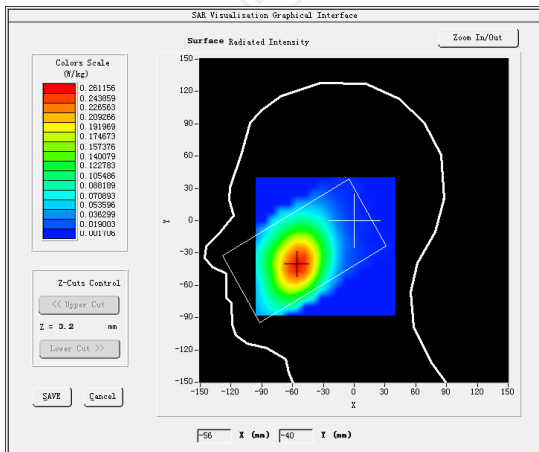 SAR Visualisation Graphical Interface
Surface Radiated Intensity
Zoom In/Out
Colors Scale
(W/kg)
0.261156
0.243859
0.226563
0.209266
0.191969
0.174673
0.157376
0.140079
0.122783
0.105486
0.088189
0.070893
0.053596
0.036299
0.019003
0.001706
Z-Cuts Control
<< Upper Cut
Z = 0.2 mm
Lower Cut >>
SAVE
Cancel
150
120
90
60
30
0
-30
-60
-90
-120
-150
Y
-150 -120 -90 -60 -30 0 30 60 90 120 150
X
-56 X (mm) -40 Y (mm)